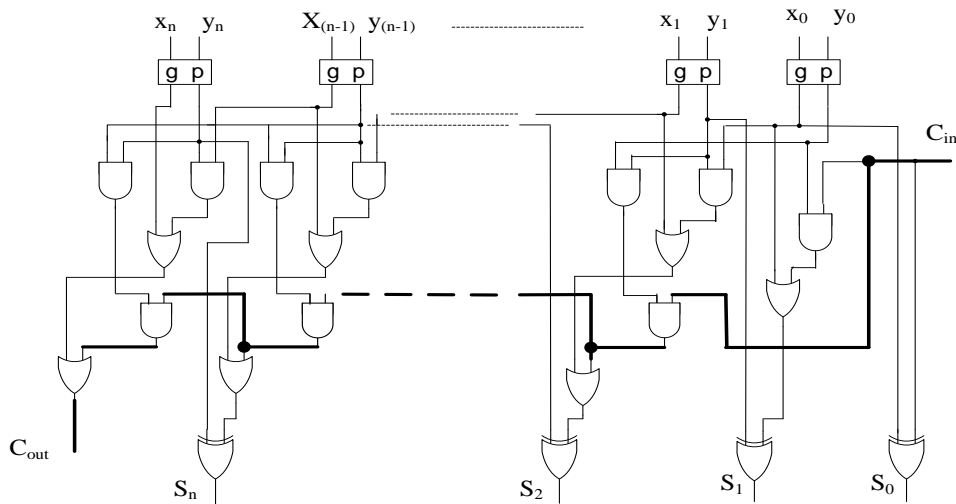 xₙ yₙ X₍ₙ₋₁₎ y₍ₙ₋₁₎ x₁ y₁ x₀ y₀
g p g p g p g p
Cᵢₙ
Cₒᵤₜ
Sₙ S₂ S₁ S₀